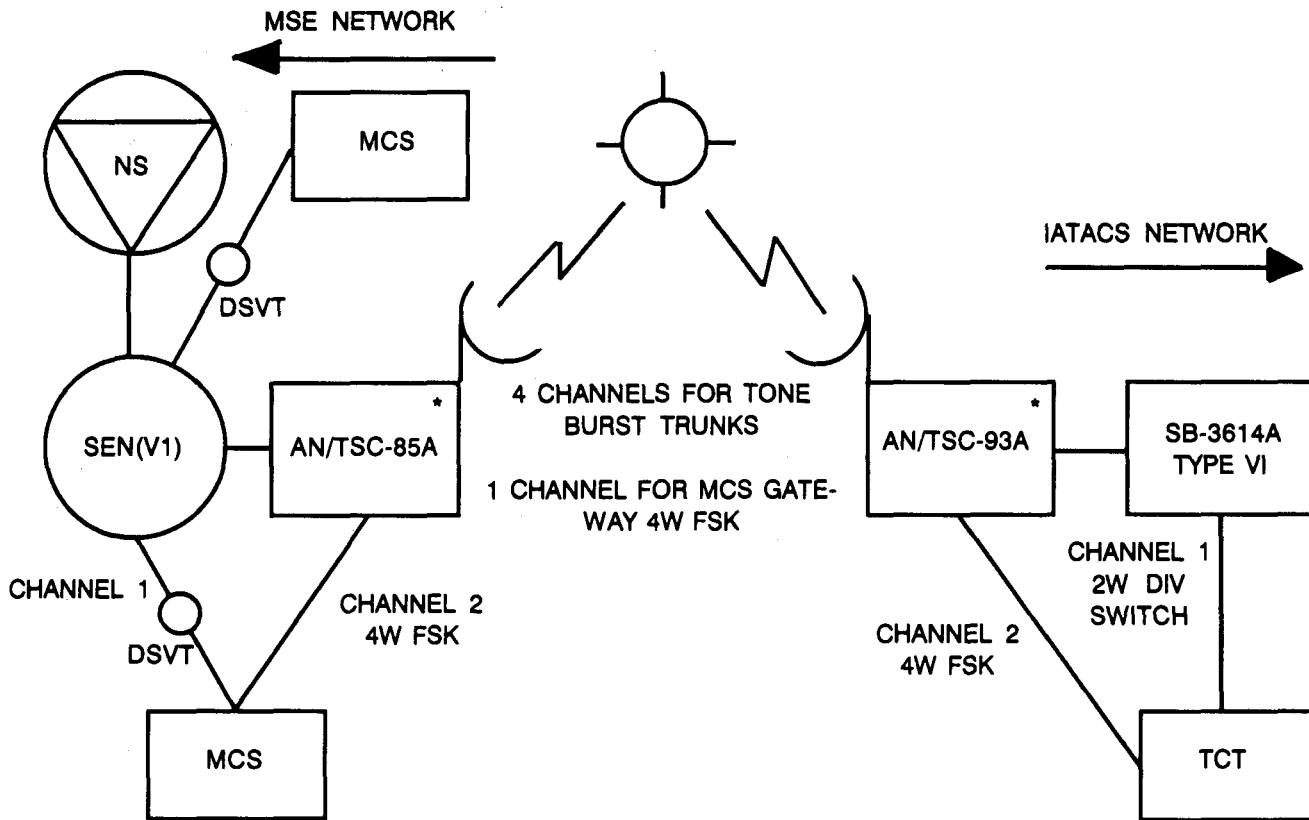 MSE NETWORK
MCS
NS
DSVT
IATACS NETWORK
SEN(V1)
AN/TSC-85A *
4 CHANNELS FOR TONE
BURST TRUNKS
1 CHANNEL FOR MCS GATE-
WAY 4W FSK
AN/TSC-93A *
SB-3614A
TYPE VI
CHANNEL 1
DSVT
CHANNEL 2
4W FSK
MCS
CHANNEL 2
4W FSK
CHANNEL 1
2W DIV
SWITCH
TCT